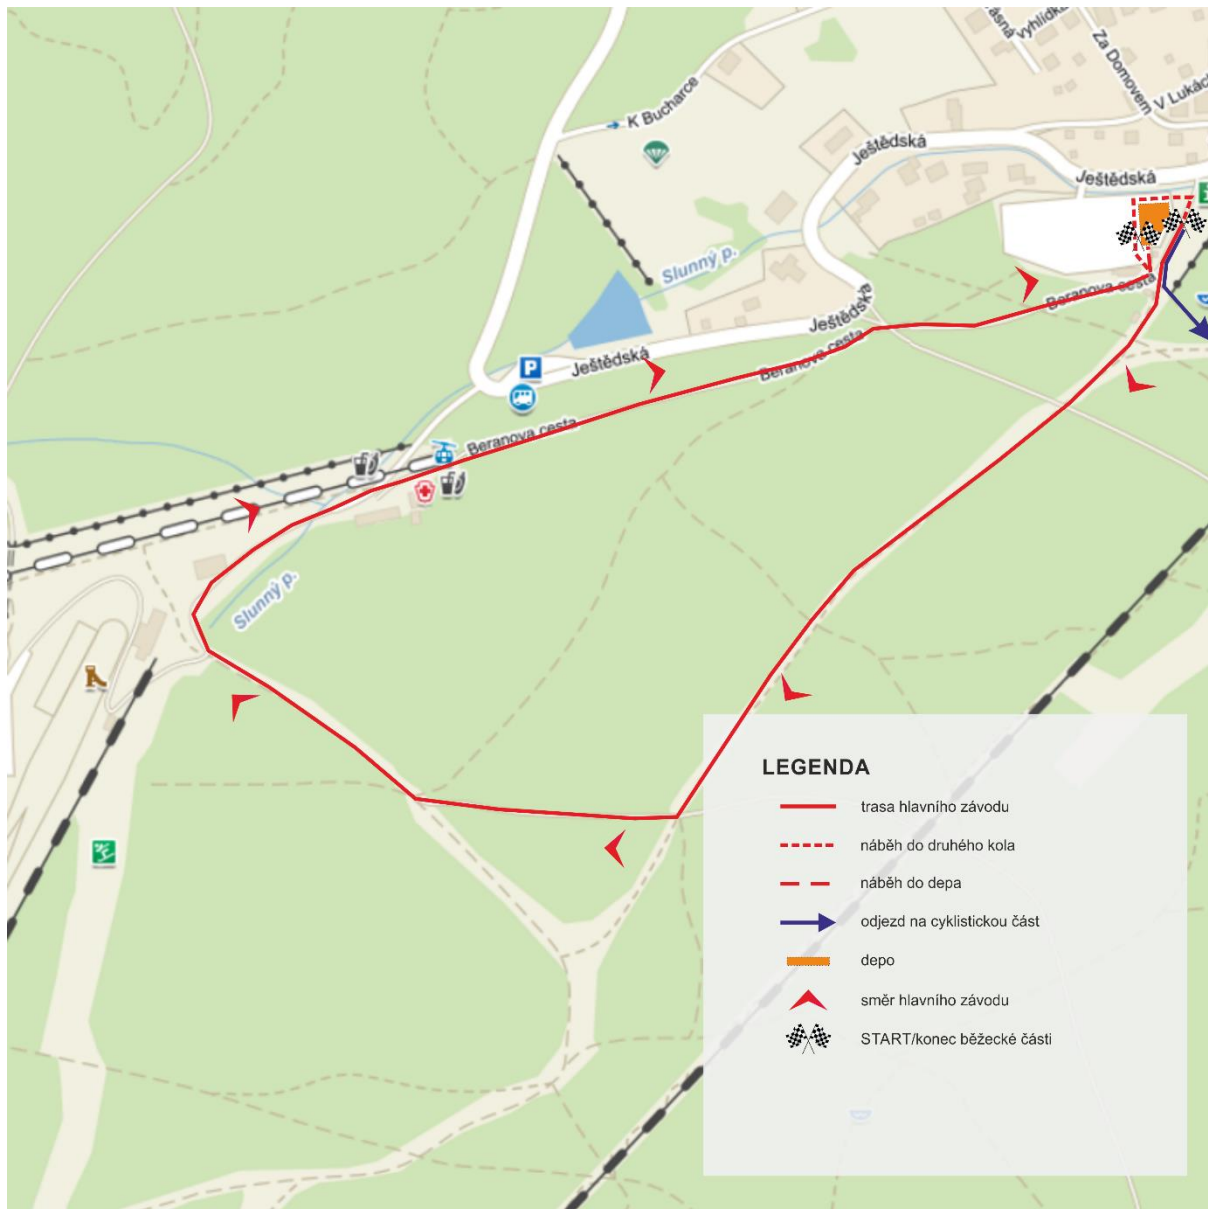 vyhlídka
Za Domovem
K Bucharce
Ještědská
Ještědská
Slunný p.
Ještědská
Ještědská
Beranova cesta
Beranova cesta
Beranova cesta
P
Slunný p.
LEGENDA
trasa hlavního závodu
náběh do druhého kola
náběh do depa
odjezd na cyklistickou část
depo
směr hlavního závodu
START/konec běžecké části